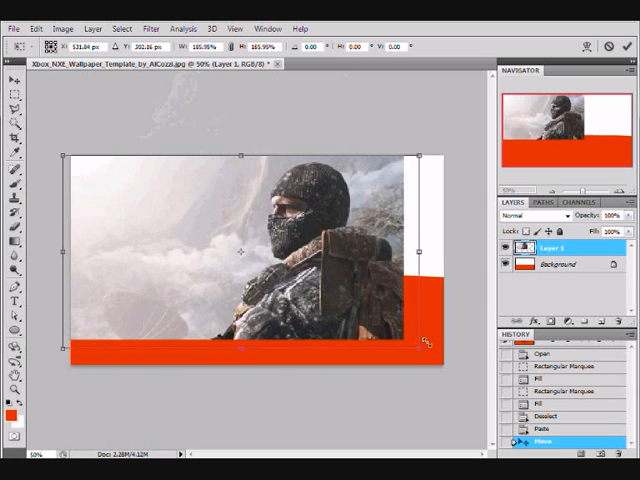 File Edit Image Layer Select Filter Analysis 3D View Window Help
X: 531.84 px Y: 302.16 px W: 185.95% H: 185.95% 0.00 ° H: 0.00 ° V: 0.00 °
Xbox_NXE_Wallpaper_Template_by_AlCozzi.jpg @ 50% (Layer 1, RGB/8) *
NAVIGATOR
50%
LAYERS PATHS CHANNELS
Normal Opacity: 100%
Lock: Fill: 100%
Layer 1
Background
HISTORY
Open
Rectangular Marquee
Fill
Rectangular Marquee
Fill
Deselect
Paste
Move
50% Doc: 2.28M/4.12M